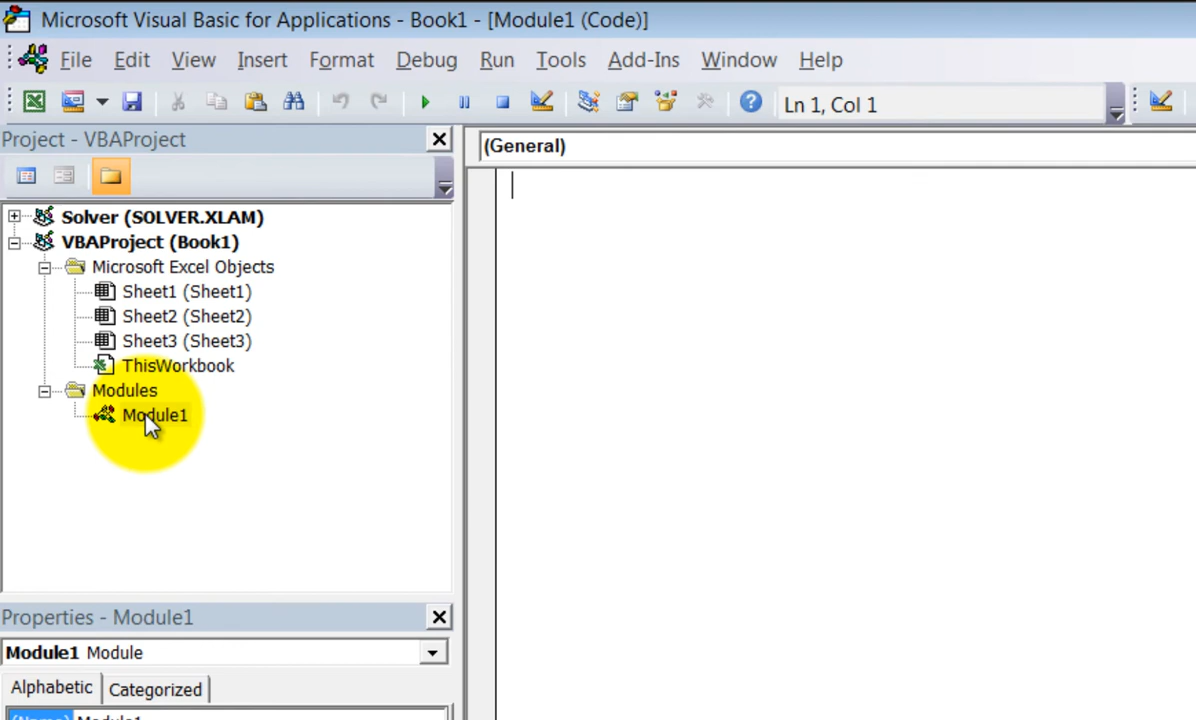 Microsoft Visual Basic for Applications - Book1 - [Module1 (Code)]
File Edit View Insert Format Debug Run Tools Add-Ins Window Help
Ln 1, Col 1
Project - VBAProject
(General)
Solver (SOLVER.XLAM)
VBAProject (Book1)
Microsoft Excel Objects
Sheet1 (Sheet1)
Sheet2 (Sheet2)
Sheet3 (Sheet3)
ThisWorkbook
Modules
Module1
Properties - Module1
Module1 Module
Alphabetic Categorized
(Name) Module1